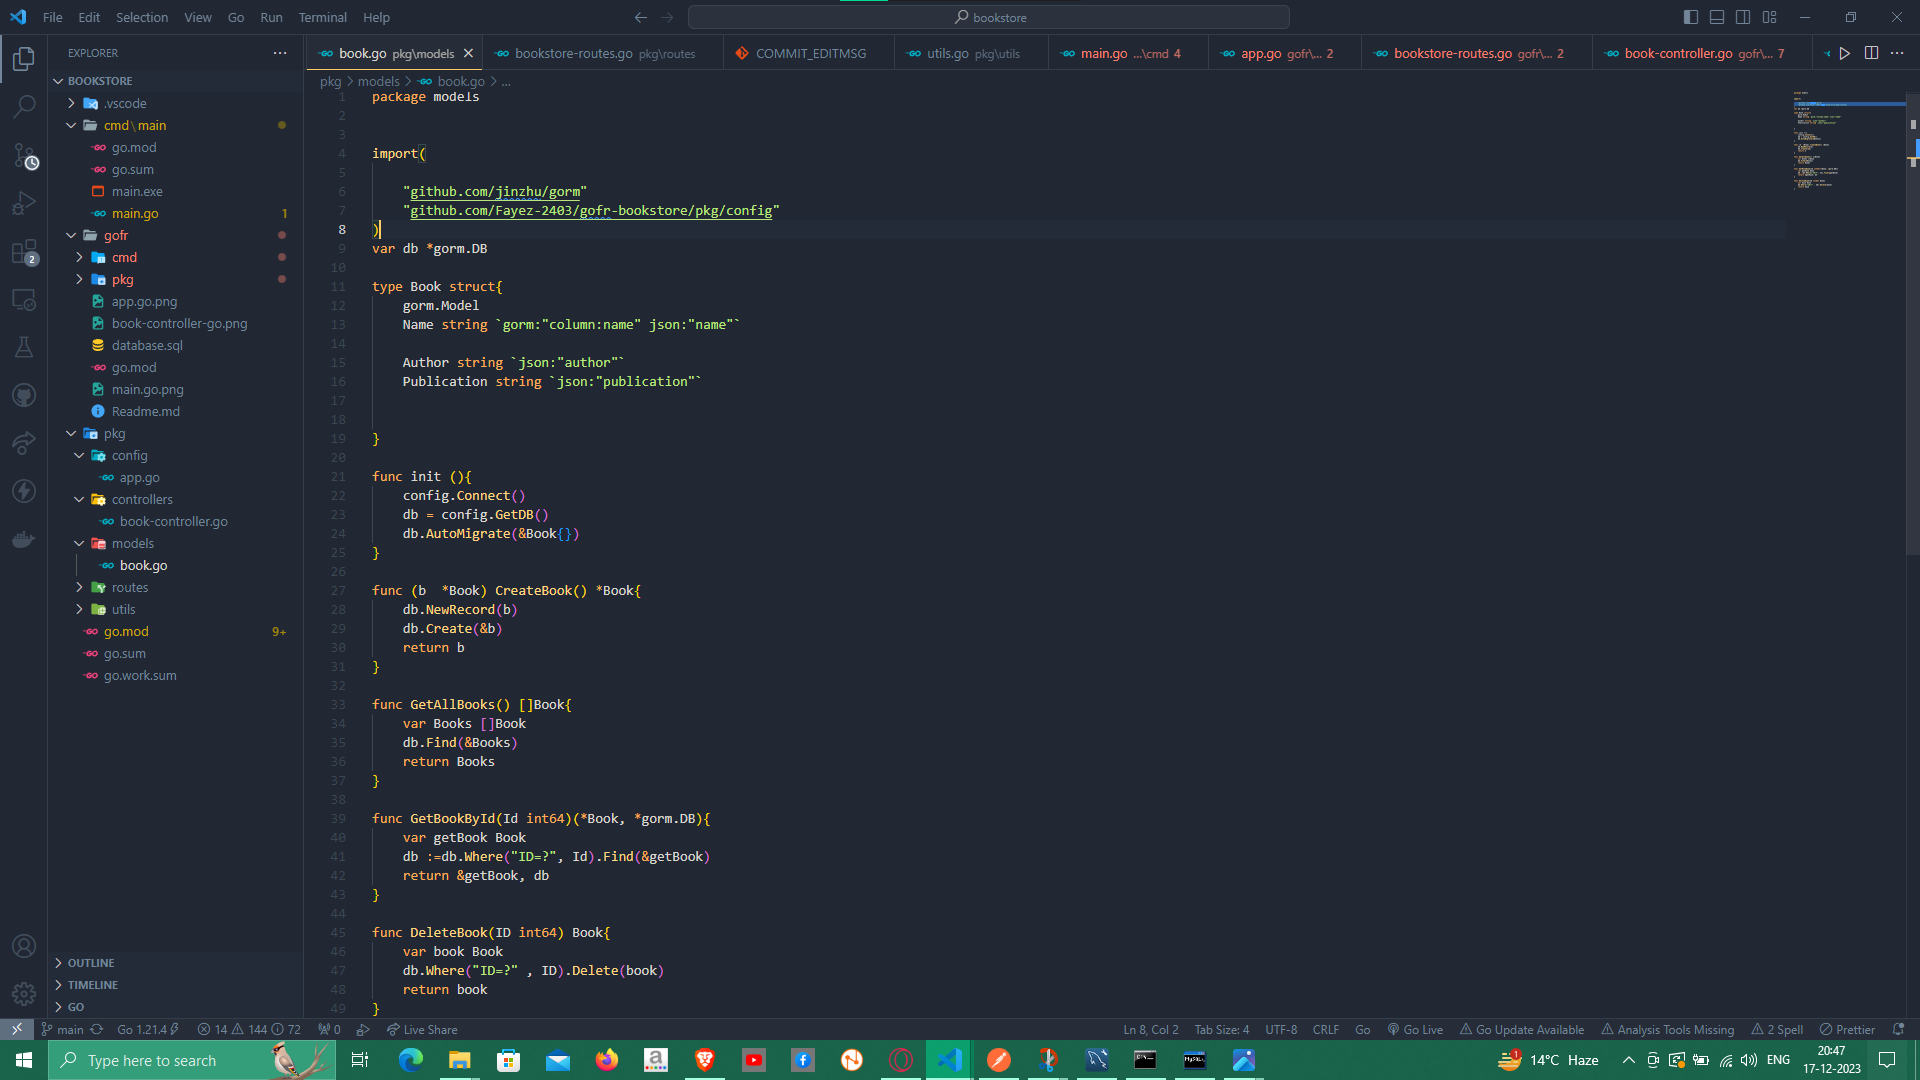 File Edit Selection View Go Run Terminal Help
bookstore
EXPLORER
book.go pkg\models
bookstore-routes.go pkg\routes
COMMIT_EDITMSG
utils.go pkg\utils
main.go ...\cmd 4
app.go gofr\... 2
bookstore-routes.go gofr\... 2
book-controller.go gofr\... 7
BOOKSTORE
.vscode
cmd\main
go.mod
go.sum
main.exe
main.go 1
gofr
cmd
pkg
app.go.png
book-controller-go.png
database.sql
go.mod
main.go.png
Readme.md
pkg
config
app.go
controllers
book-controller.go
models
book.go
routes
utils
go.mod 9+
go.sum
go.work.sum
OUTLINE
TIMELINE
GO
2
pkg > models > book.go > ...
1 package models
2
3
4 import(
5
6 "github.com/jinzhu/gorm"
7 "github.com/Fayez-2403/gofr-bookstore/pkg/config"
8 )
9 var db *gorm.DB
10
11 type Book struct{
12 gorm.Model
13 Name string `gorm:"column:name" json:"name"`
14
15 Author string `json:"author"`
16 Publication string `json:"publication"`
17
18
19 }
20
21 func init (){
22 config.Connect()
23 db = config.GetDB()
24 db.AutoMigrate(&Book{})
25 }
26
27 func (b  *Book) CreateBook() *Book{
28 db.NewRecord(b)
29 db.Create(&b)
30 return b
31 }
32
33 func GetAllBooks() []Book{
34 var Books []Book
35 db.Find(&Books)
36 return Books
37 }
38
39 func GetBookById(Id int64)(*Book, *gorm.DB){
40 var getBook Book
41 db :=db.Where("ID=?", Id).Find(&getBook)
42 return &getBook, db
43 }
44
45 func DeleteBook(ID int64) Book{
46 var book Book
47 db.Where("ID=?" , ID).Delete(book)
48 return book
49 }
main Go 1.21.4 14 144 72 0 Live Share
Ln 8, Col 2 Tab Size: 4 UTF-8 CRLF Go Go Live Go Update Available Analysis Tools Missing 2 Spell Prettier
Type here to search
1 14°C Haze ENG
20:47
17-12-2023